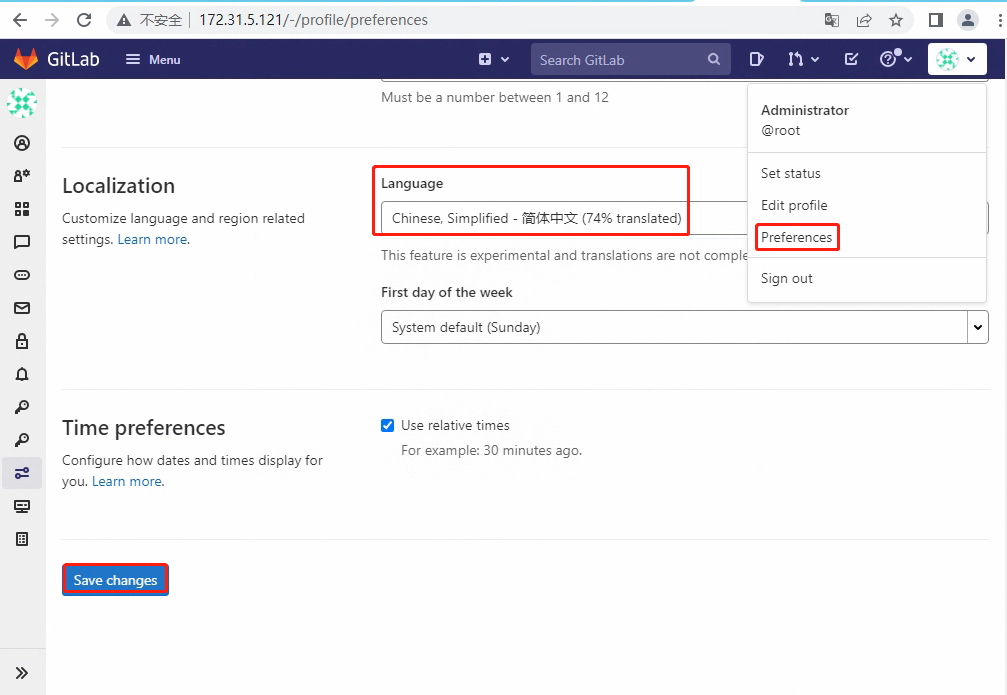 不安全 | 172.31.5.121/-/profile/preferences
GitLab
Menu
Search GitLab
Must be a number between 1 and 12
Administrator
@root
Set status
Edit profile
Preferences
Sign out
Localization
Customize language and region related
settings. Learn more.
Language
Chinese, Simplified - 简体中文 (74% translated)
This feature is experimental and translations are not comple
First day of the week
System default (Sunday)
Time preferences
Configure how dates and times display for
you. Learn more.
Use relative times
For example: 30 minutes ago.
Save changes